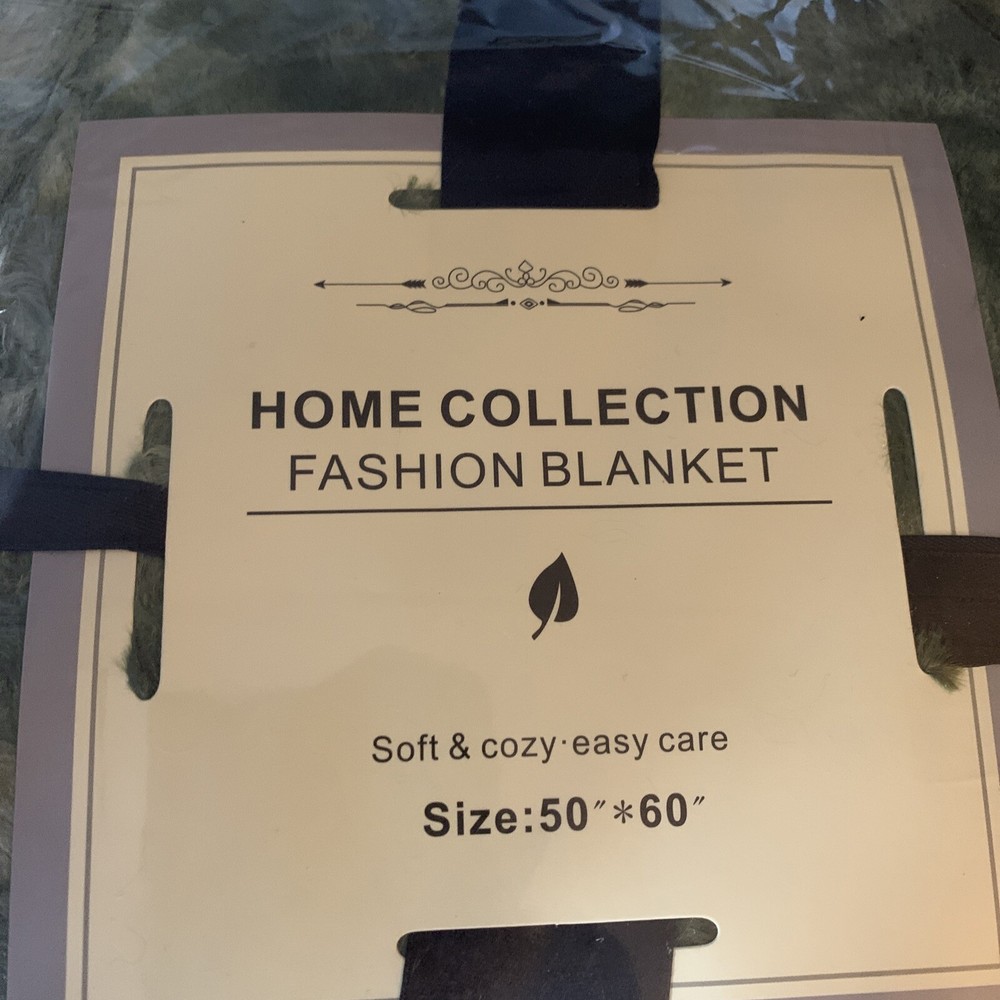 HOME COLLECTION
FASHION BLANKET
Soft & cozy·easy care
Size:50″*60″